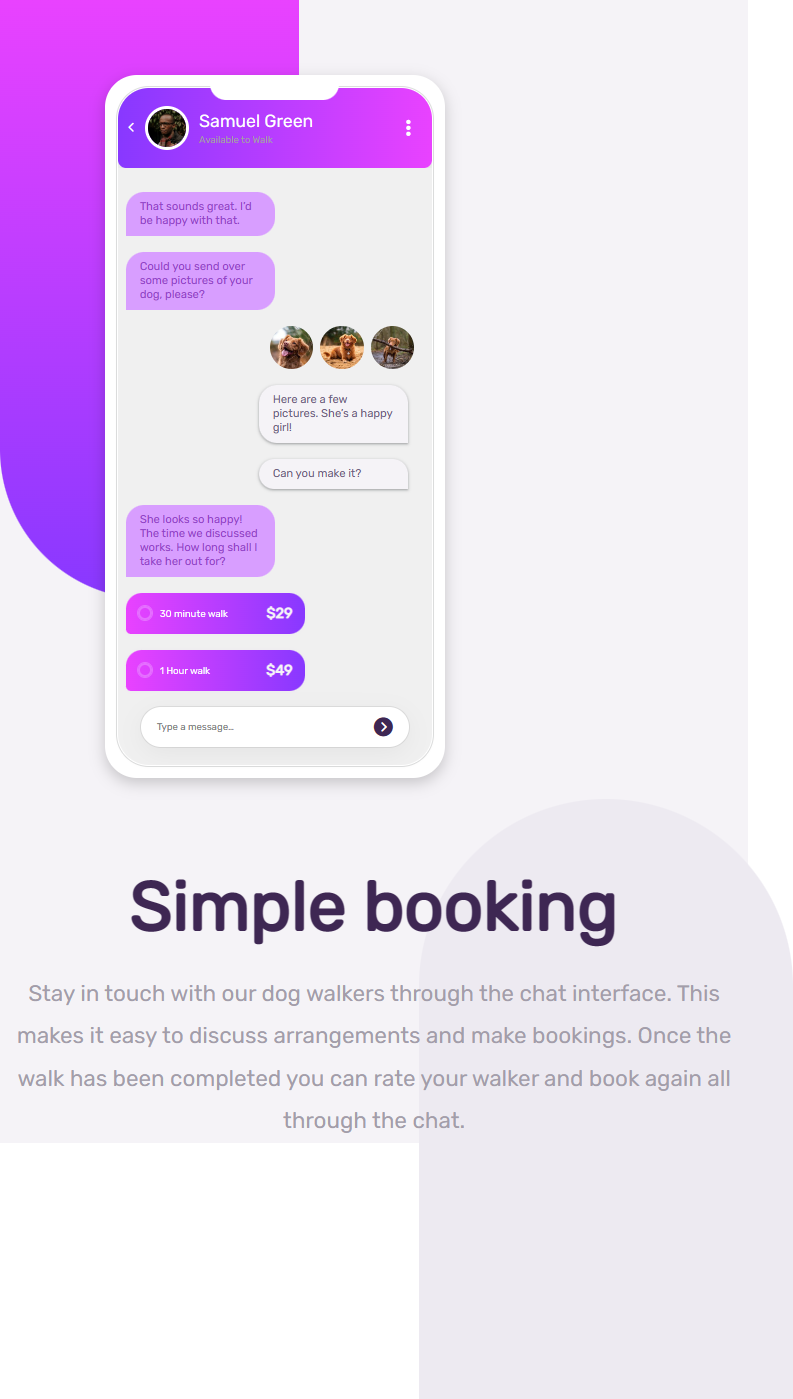 Samuel Green
Available to Walk
That sounds great. I'd
be happy with that.
Could you send over
some pictures of your
dog, please?
Here are a few
pictures. She's a happy
girl!
Can you make it?
She looks so happy!
The time we discussed
works. How long shall I
take her out for?
30 minute walk $29
1 Hour walk $49
Type a message…
Simple booking
Stay in touch with our dog walkers through the chat interface. This
makes it easy to discuss arrangements and make bookings. Once the
walk has been completed you can rate your walker and book again all
through the chat.